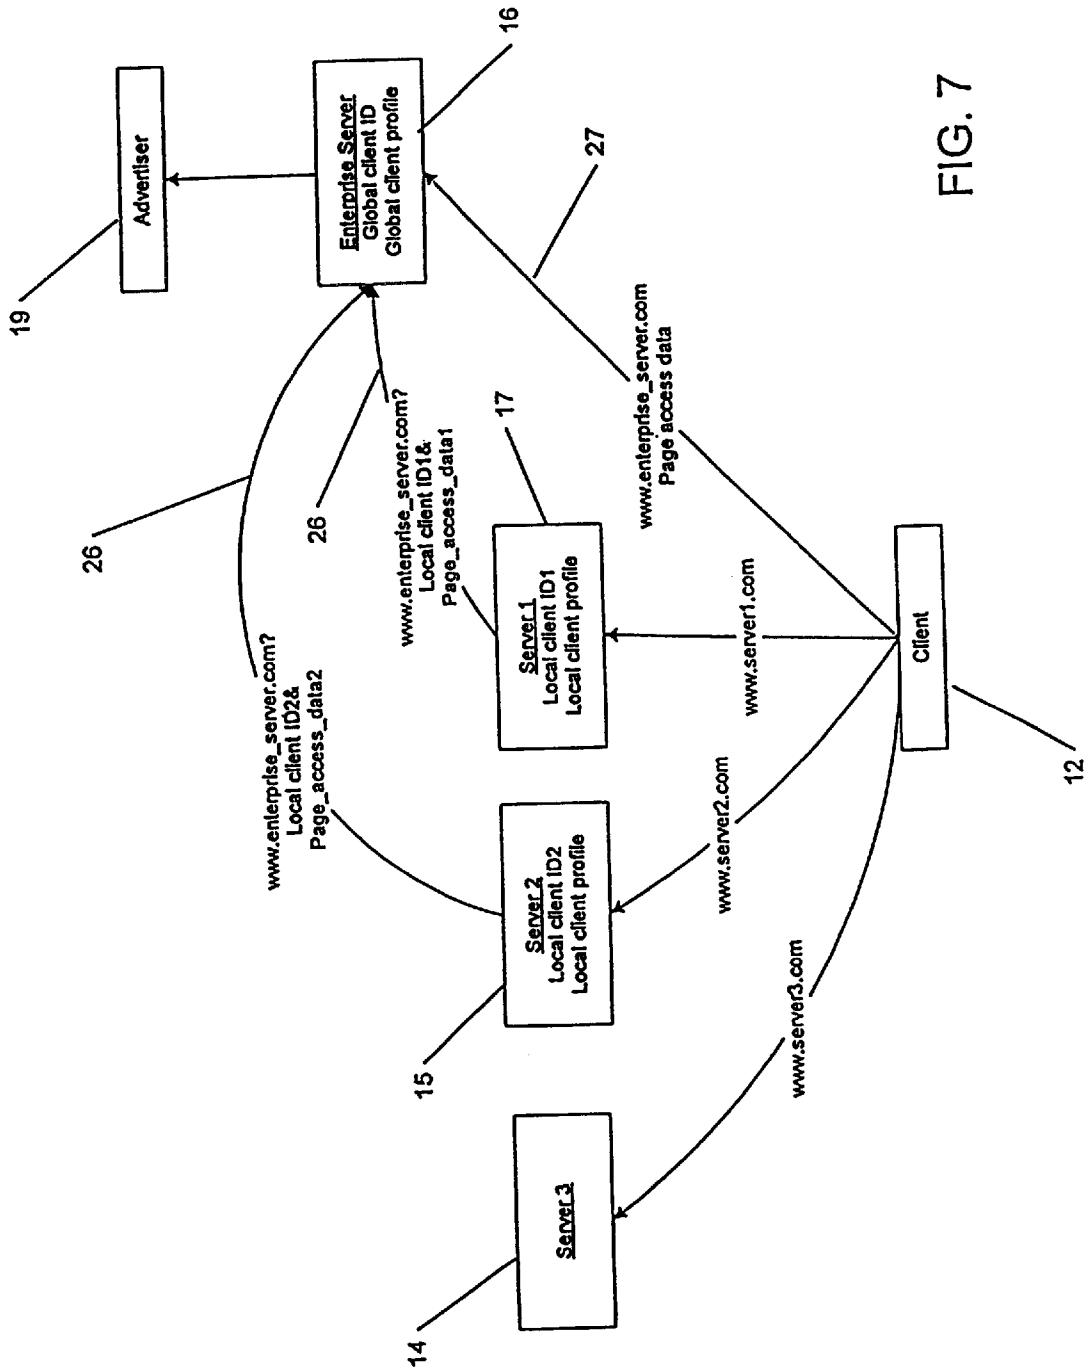 19
Advertiser
Enterprise Server
Global client ID
Global client profile
16
26
26
27
www.enterprise_server.com?
Local client ID2&
Page_access_data2
www.enterprise_server.com?
Local client ID1&
Page_access_data1
www.enterprise_server.com
Page access data
14
Server 3
15
Server 2
Local client ID2
Local client profile
17
Server 1
Local client ID1
Local client profile
www.server3.com
www.server2.com
www.server1.com
12
Client
FIG. 7